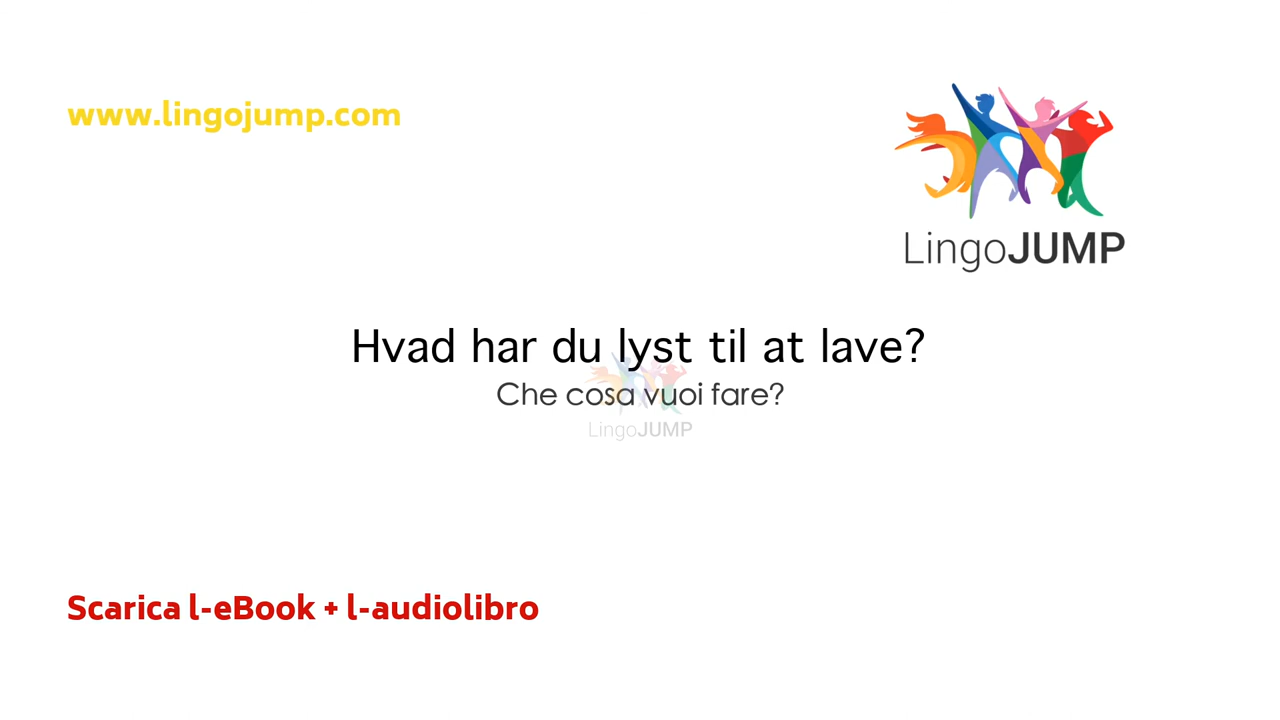 www.lingojump.com
LingoJUMP
Hvad har du lyst til at lave?
Che cosa vuoi fare?
LingoJUMP
Scarica l-eBook + l-audiolibro